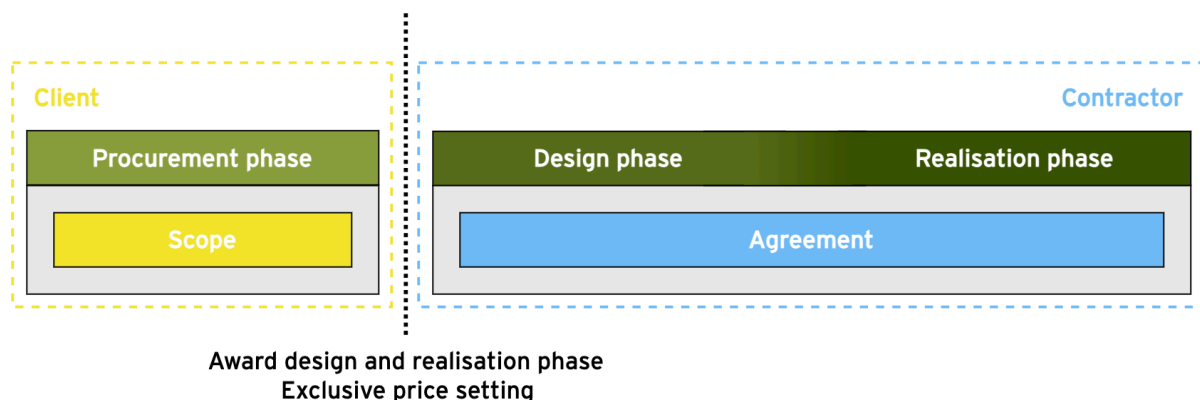 Client
Contractor
Procurement phase
Design phase
Realisation phase
Scope
Agreement
Award design and realisation phase
Exclusive price setting